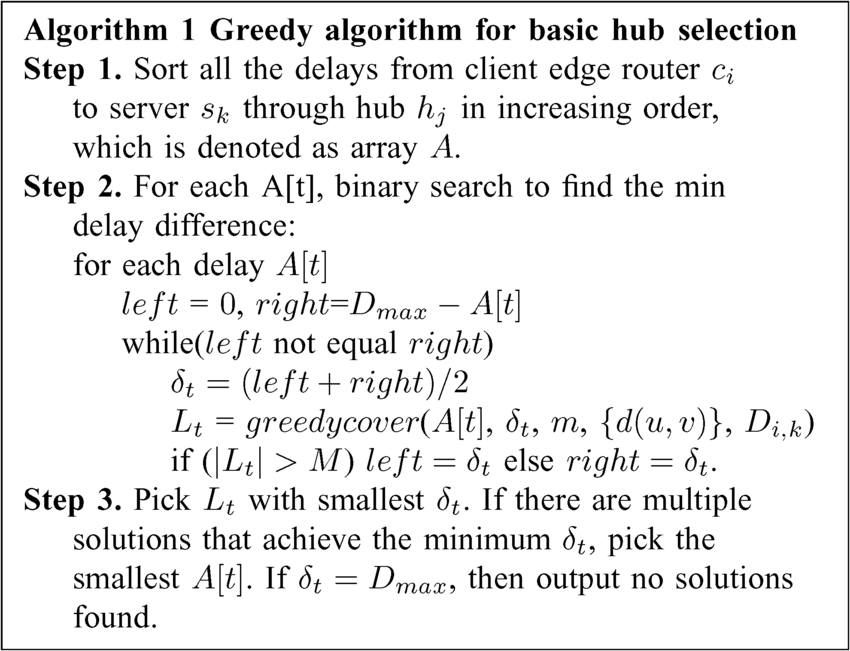 Algorithm 1 Greedy algorithm for basic hub selection
Step 1. Sort all the delays from client edge router $c_i$
to server $s_k$ through hub $h_j$ in increasing order,
which is denoted as array $A$.
Step 2. For each A[t], binary search to find the min
delay difference:
for each delay $A[t]$
$left = 0$, $right$=$D_{max} - A[t]$
while($left$ not equal $right$)
$\delta_t = (left + right)/2$
$L_t = greedycover(A[t], \delta_t, m, \{d(u, v)\}, D_{i,k})$
if $(|L_t| > M)$ $left = \delta_t$ else $right = \delta_t$.
Step 3. Pick $L_t$ with smallest $\delta_t$. If there are multiple
solutions that achieve the minimum $\delta_t$, pick the
smallest $A[t]$. If $\delta_t = D_{max}$, then output no solutions
found.